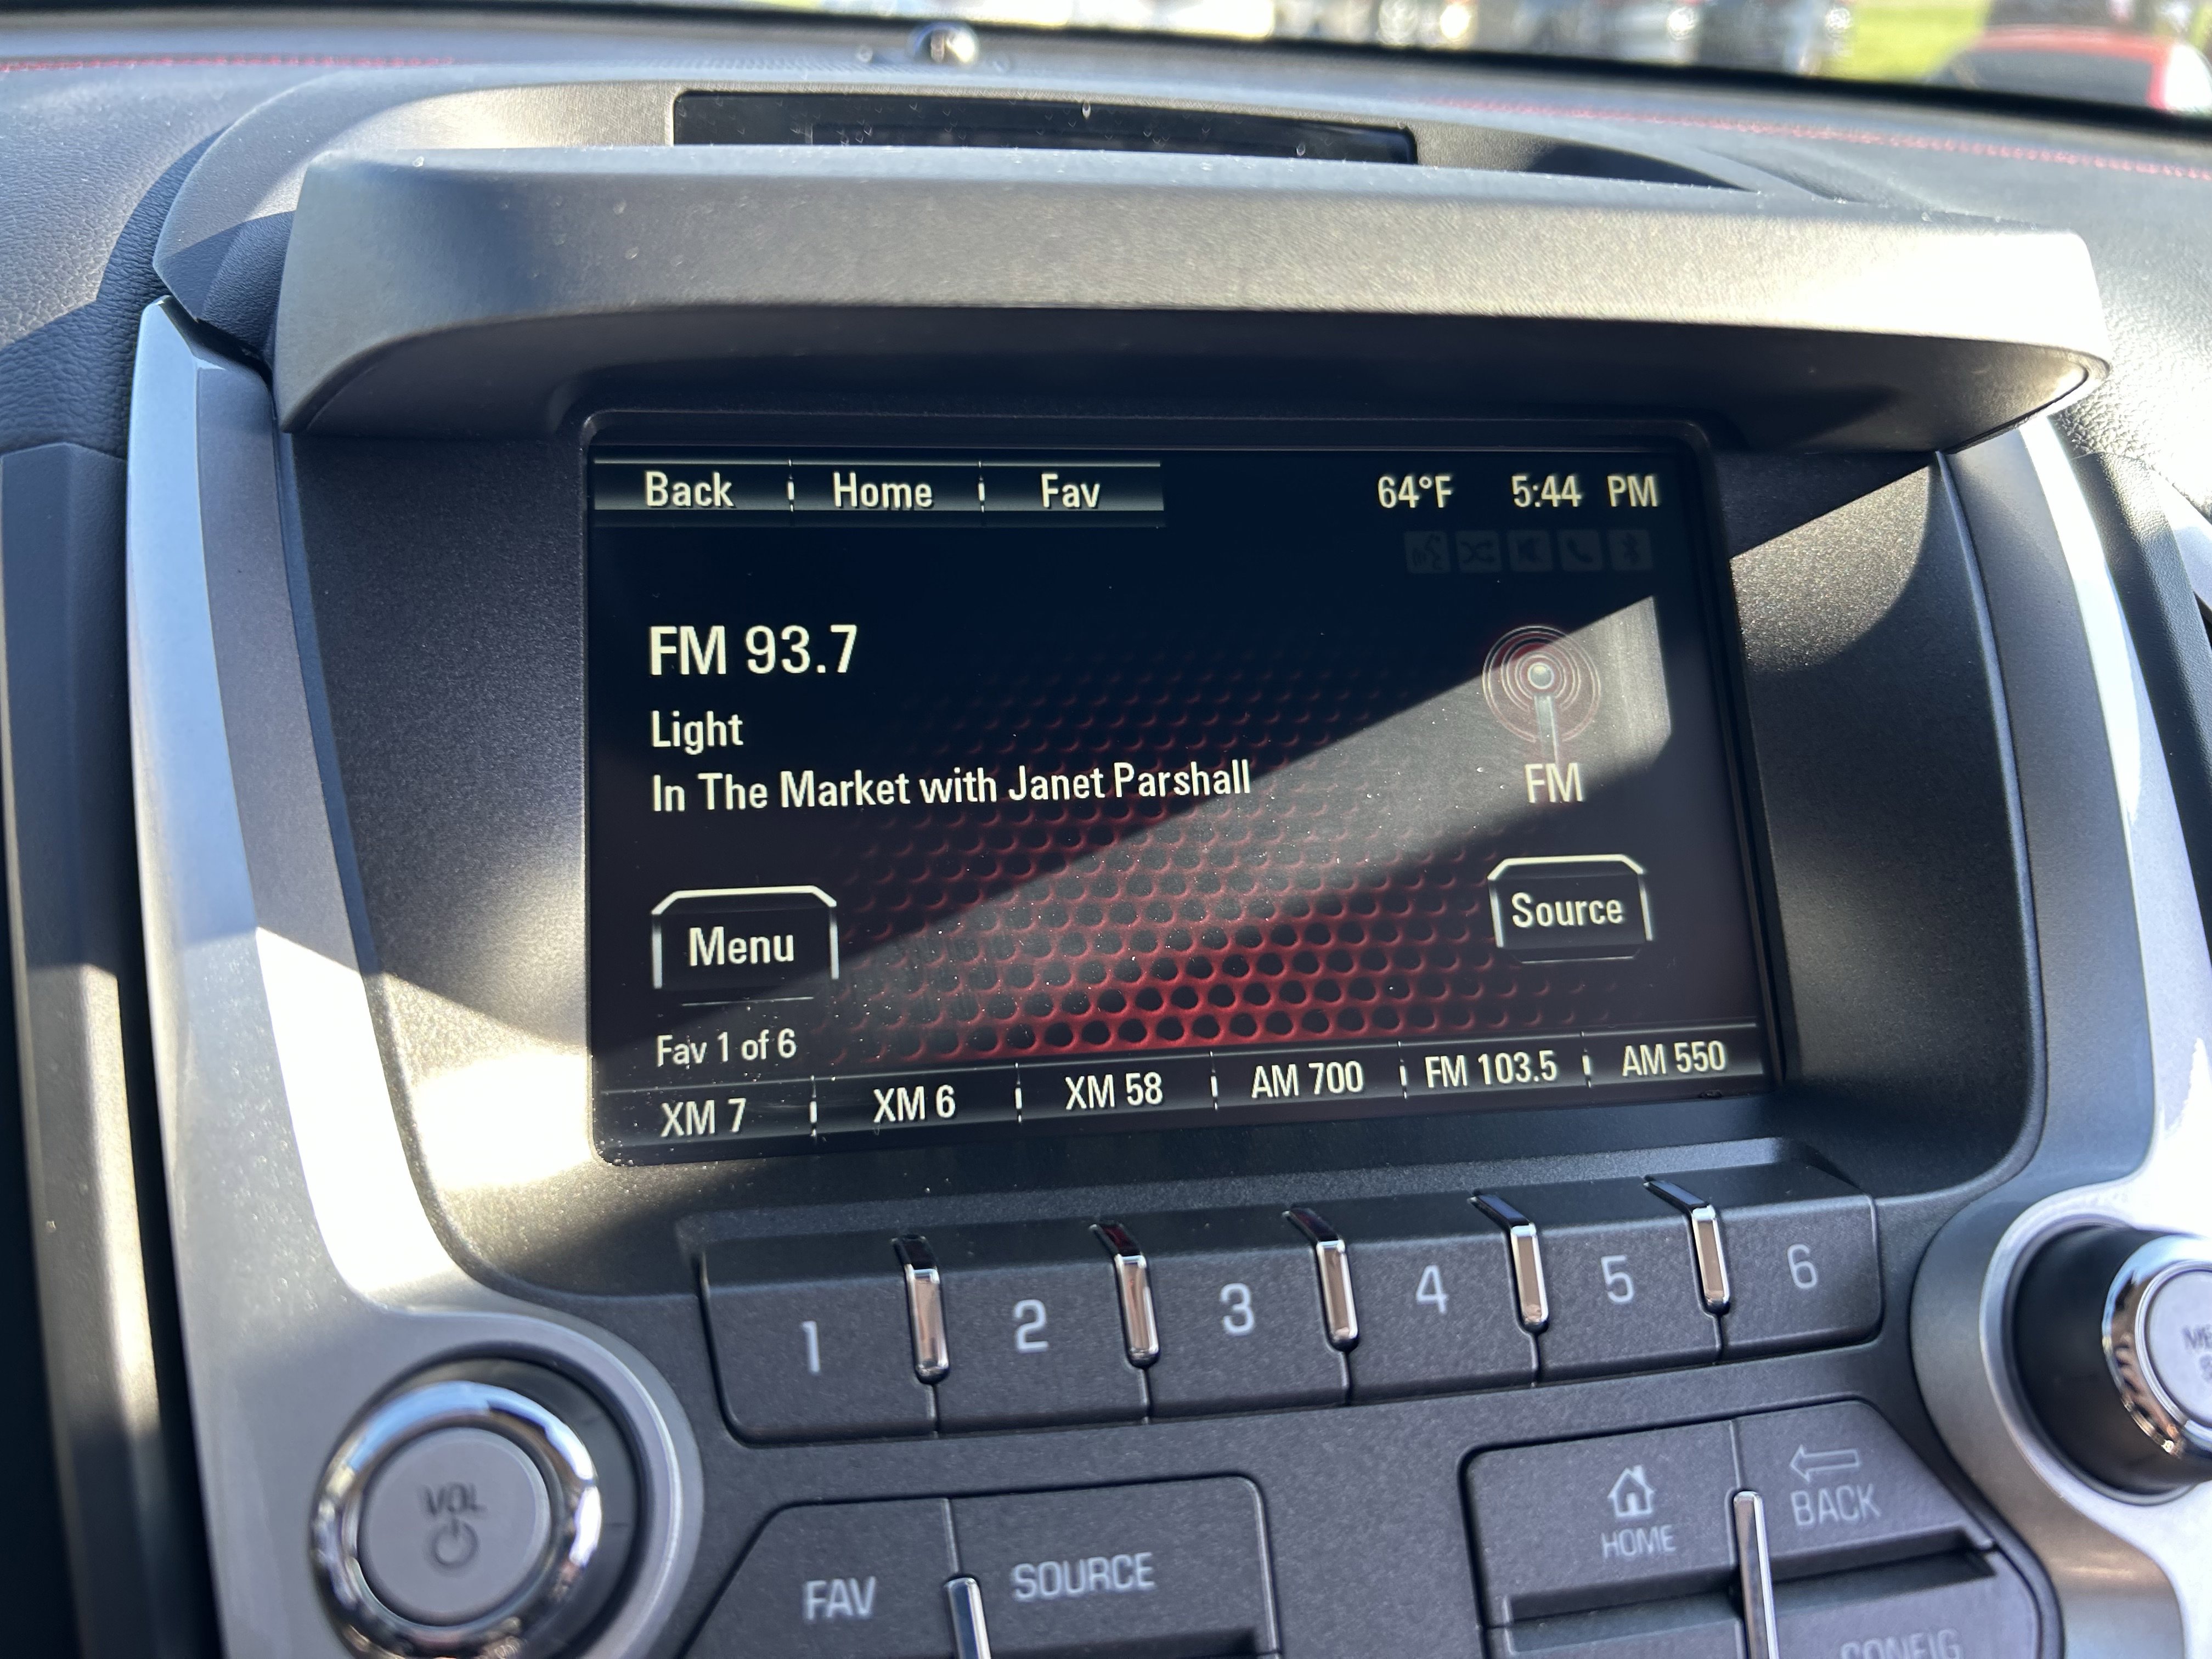 Back Home Fav 64°F 5:44 PM
FM 93.7
Light
In The Market with Janet Parshall
FM
Menu
Source
Fav 1 of 6
XM 7 XM 6 XM 58 AM 700 FM 103.5 AM 550
1 2 3 4 5 6
VOL
FAV SOURCE
HOME BACK
CONFIG